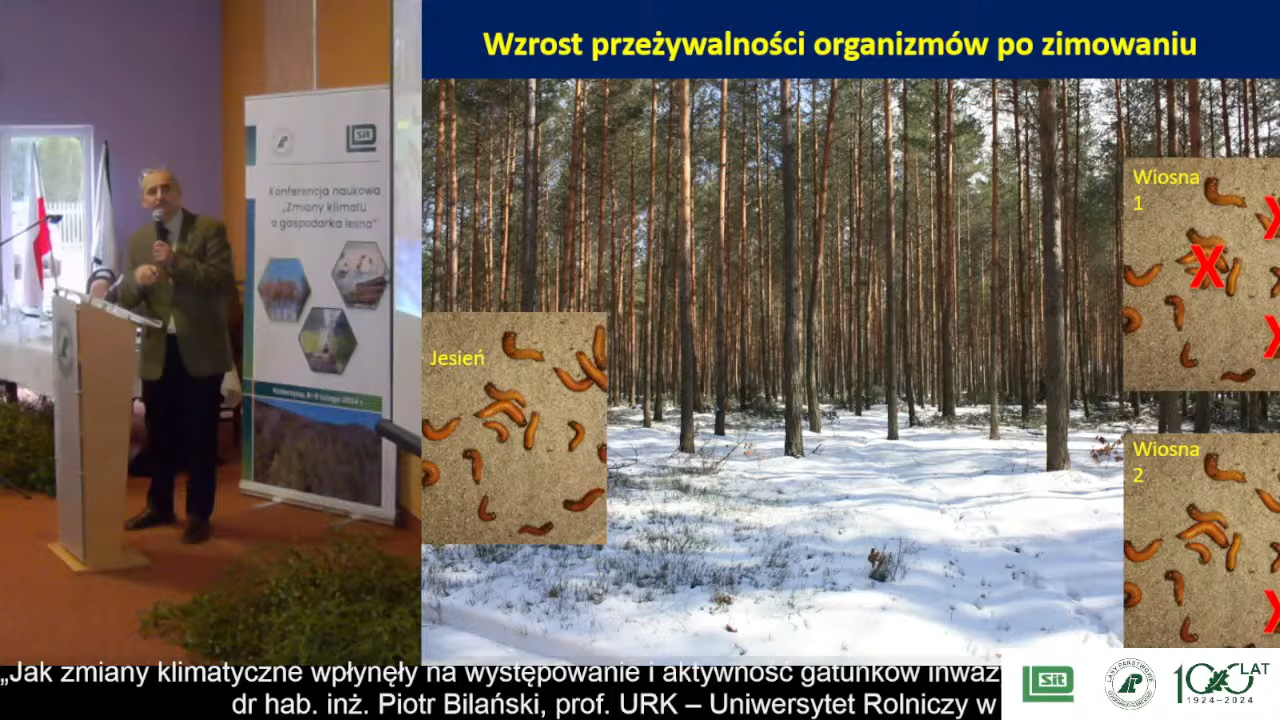 Wzrost przeżywalności organizmów po zimowaniu
Sit
Konferencja naukowa
„Zmiany klimatu
a gospodarka leśna”
Wiosna
1
X
X
X
Jesień
Wiosna
2
X
„Jak zmiany klimatyczne wpłynęły na występowanie i aktywność gatunków inwaz
dr hab. inż. Piotr Bilański, prof. URK – Uniwersytet Rolniczy w
Sit
LASY PAŃSTWOWE
100 LAT
1924–2024